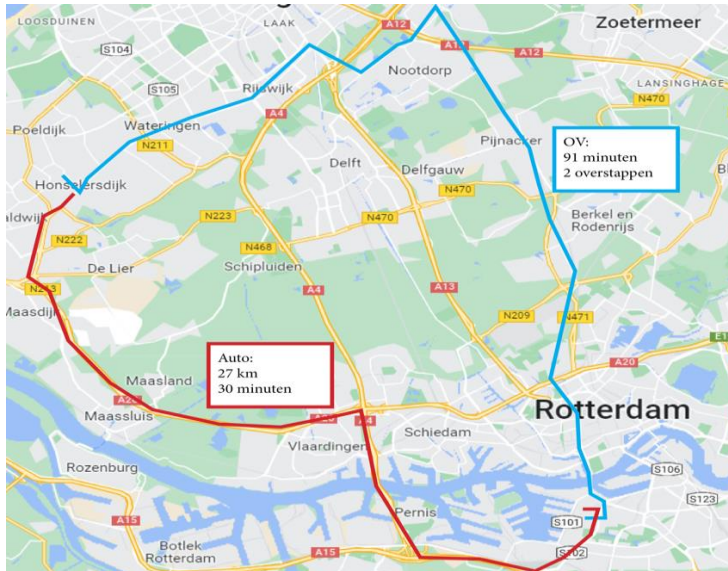 LOOSDUINEN
LAAK
A12
Zoetermeer
S104
A12
A12
Nootdorp
S105
Rijswijk
LANSINGHAGE
N470
A4
Poeldijk
Wateringen
N211
Pijnacker
OV:
91 minuten
2 overstappen
Delft
Delfgauw
Honselersdijk
N470
aldwijk
N223
N470
Berkel en
Rodenrijs
N222
N468
De Lier
Schipluiden
A4
A13
Maasdijk
N209
N471
Auto:
27 km
30 minuten
A20
Maasland
Rotterdam
Maassluis
A4
Schiedam
Vlaardingen
Rozenburg
S106
Pernis
S123
A15
S101
Botlek
Rotterdam
A15
S102